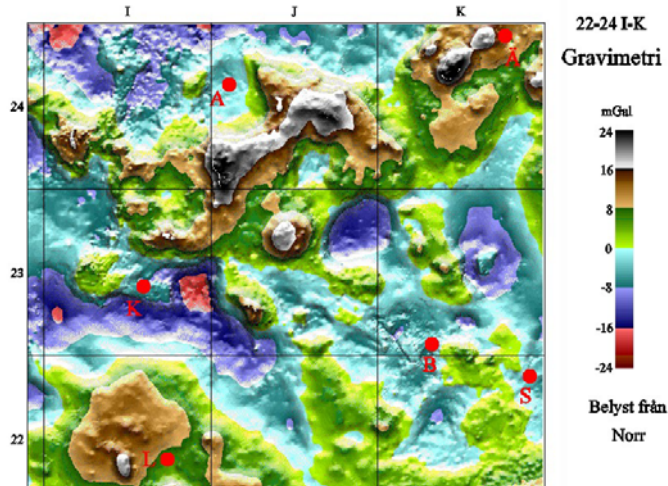 I J K
22-24 I-K
Gravimetri
mGal
24
16
8
0
-8
-16
-24
Belyst från
Norr
24
23
22
A
Ä
K
B
S
L